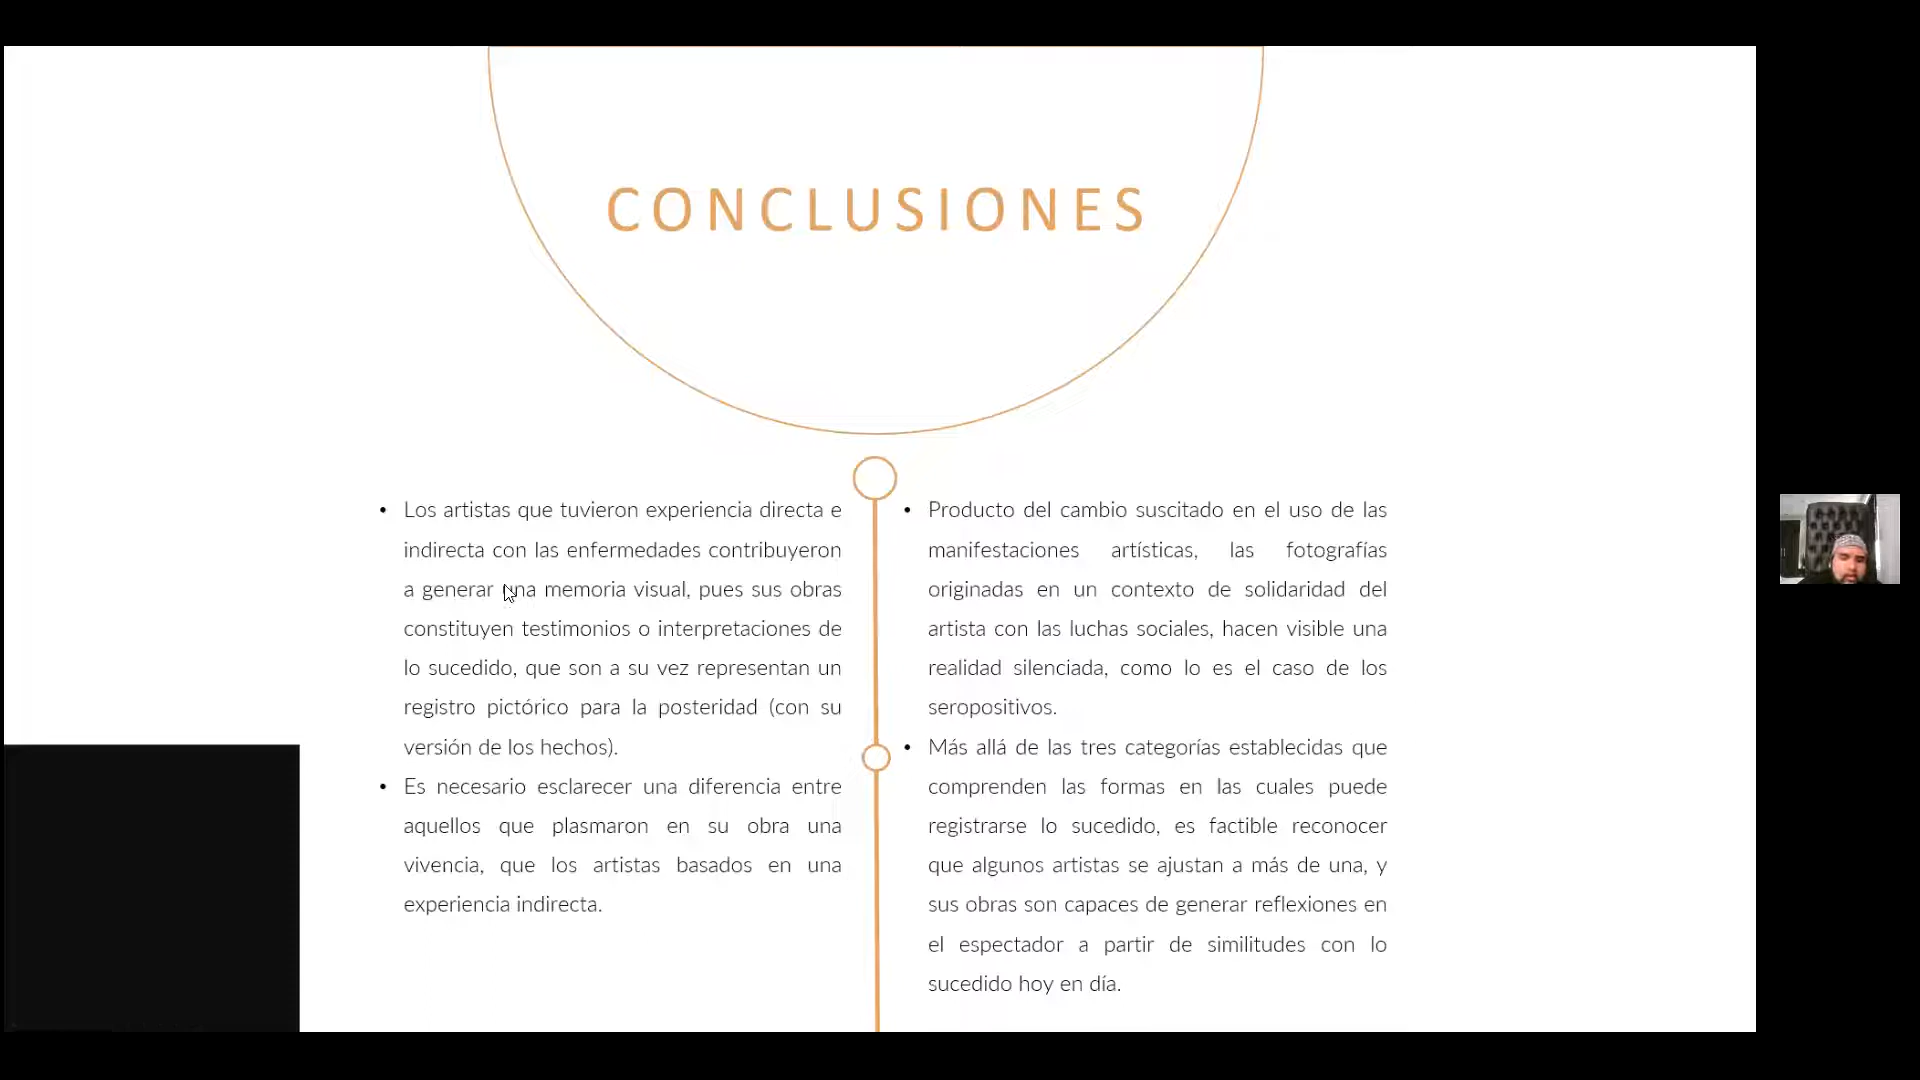 CONCLUSIONES
• Los artistas que tuvieron experiencia directa e
indirecta con las enfermedades contribuyeron
a generar una memoria visual, pues sus obras
constituyen testimonios o interpretaciones de
lo sucedido, que son a su vez representan un
registro pictórico para la posteridad (con su
versión de los hechos).
• Es necesario esclarecer una diferencia entre
aquellos que plasmaron en su obra una
vivencia, que los artistas basados en una
experiencia indirecta.
• Producto del cambio suscitado en el uso de las
manifestaciones artísticas, las fotografías
originadas en un contexto de solidaridad del
artista con las luchas sociales, hacen visible una
realidad silenciada, como lo es el caso de los
seropositivos.
• Más allá de las tres categorías establecidas que
comprenden las formas en las cuales puede
registrarse lo sucedido, es factible reconocer
que algunos artistas se ajustan a más de una, y
sus obras son capaces de generar reflexiones en
el espectador a partir de similitudes con lo
sucedido hoy en día.